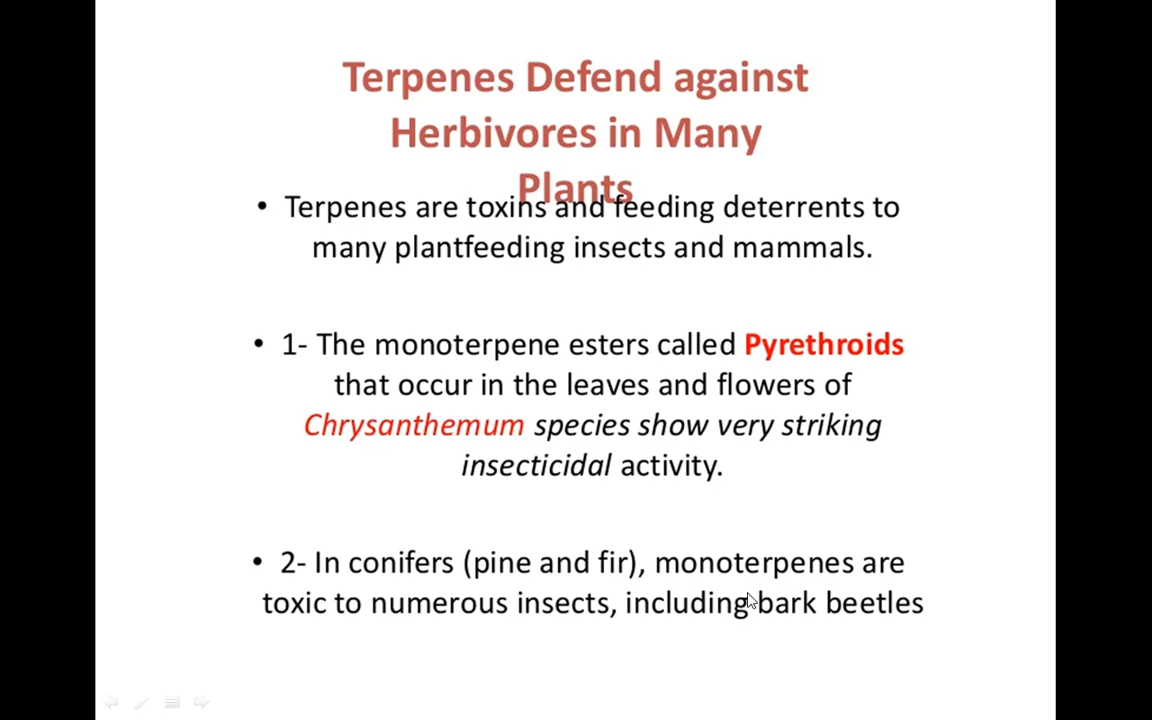 Terpenes Defend against
Herbivores in Many
Plants
• Terpenes are toxins and feeding deterrents to
many plantfeeding insects and mammals.
• 1- The monoterpene esters called Pyrethroids
that occur in the leaves and flowers of
Chrysanthemum species show very striking
insecticidal activity.
• 2- In conifers (pine and fir), monoterpenes are
toxic to numerous insects, including bark beetles